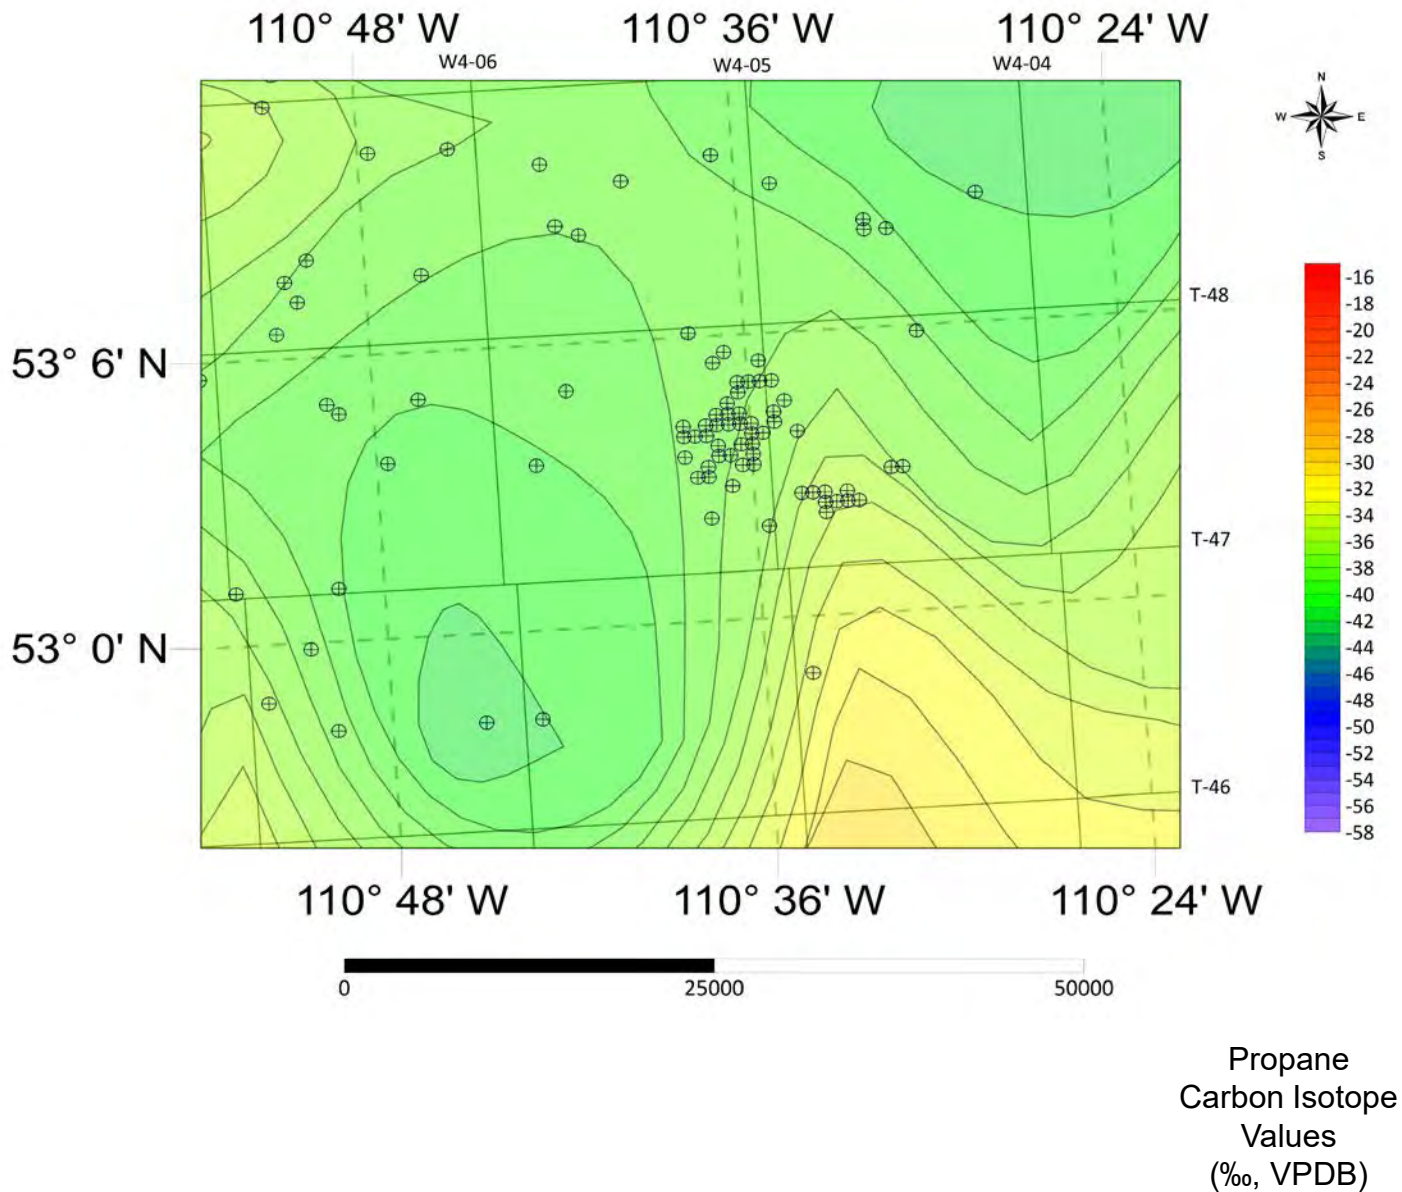 110° 48' W 110° 36' W 110° 24' W
W4-06 W4-05 W4-04
N
W E
S
T-48
53° 6' N
T-47
53° 0' N
T-46
-16
-18
-20
-22
-24
-26
-28
-30
-32
-34
-36
-38
-40
-42
-44
-46
-48
-50
-52
-54
-56
-58
110° 48' W 110° 36' W 110° 24' W
0 25000 50000
Propane
Carbon Isotope
Values
(‰, VPDB)